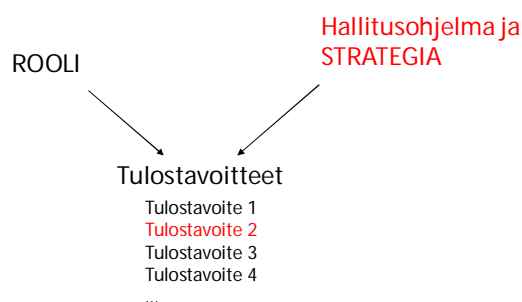 Hallitusohjelma ja
STRATEGIA
ROOLI
Tulostavoitteet
Tulostavoite 1
Tulostavoite 2
Tulostavoite 3
Tulostavoite 4
...